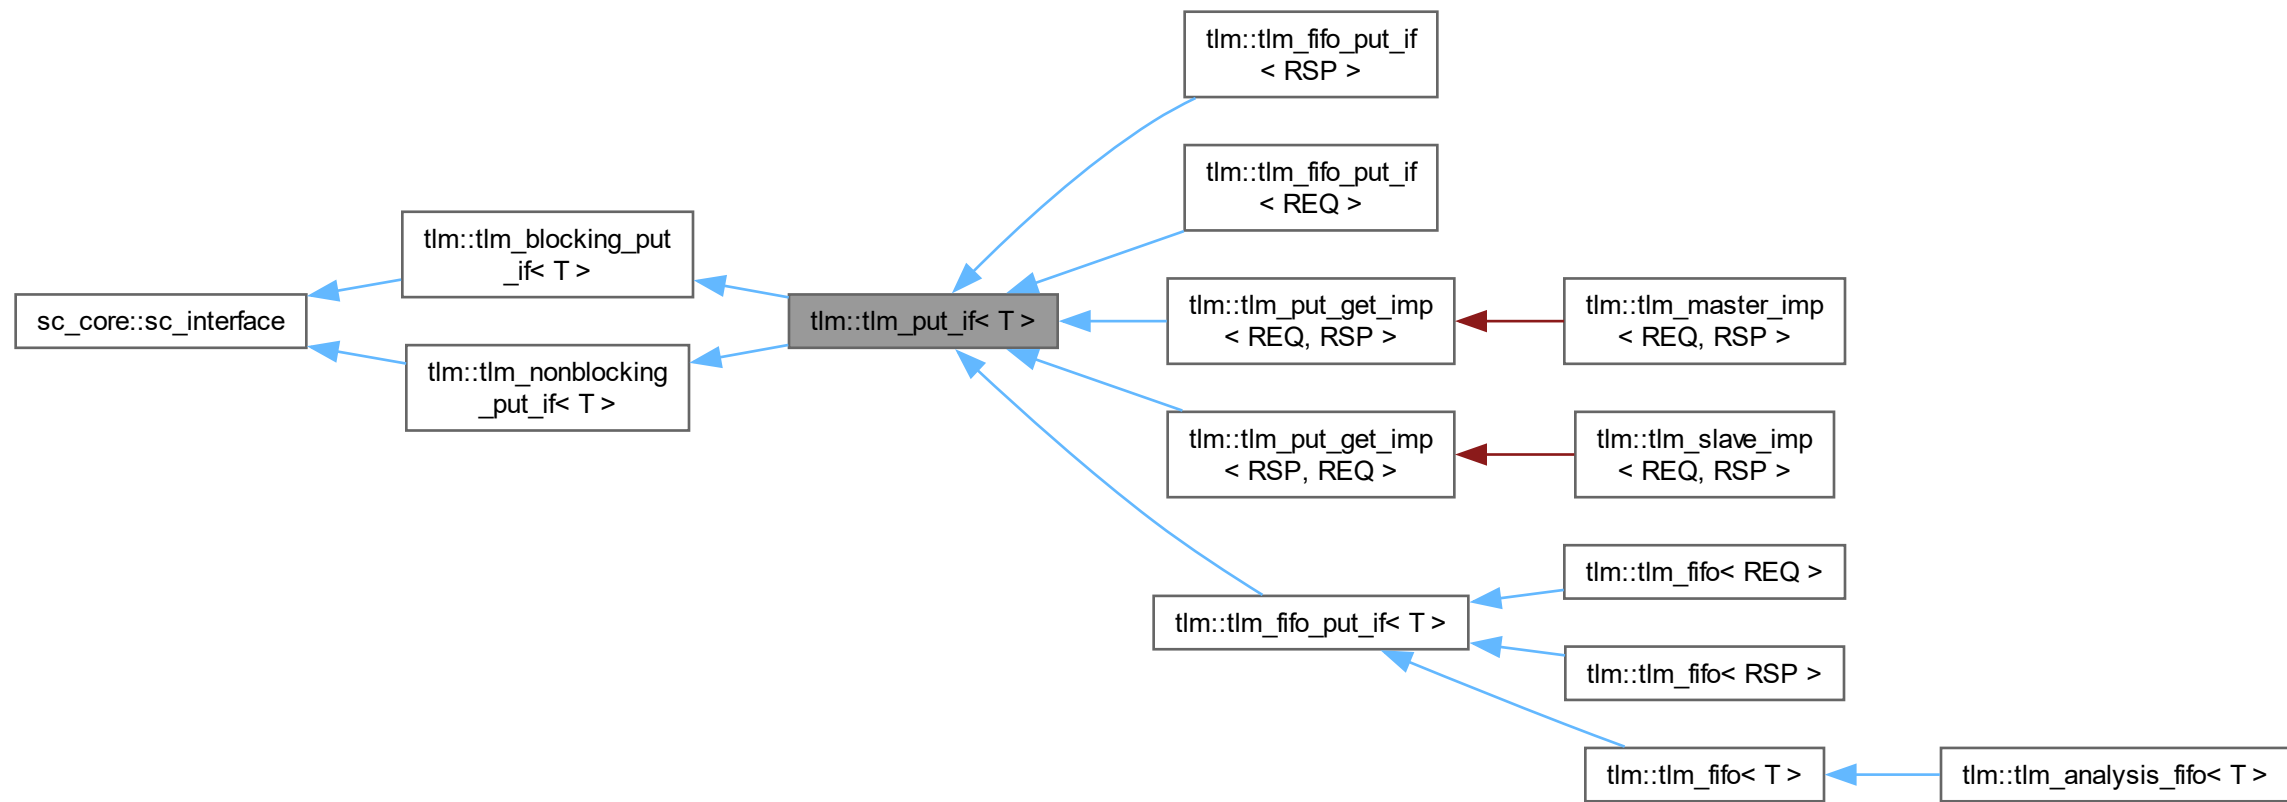 sc_core::sc_interface
tlm::tlm_blocking_put
_if< T >
tlm::tlm_nonblocking
_put_if< T >
tlm::tlm_put_if< T >
tlm::tlm_fifo_put_if
< RSP >
tlm::tlm_fifo_put_if
< REQ >
tlm::tlm_put_get_imp
< REQ, RSP >
tlm::tlm_master_imp
< REQ, RSP >
tlm::tlm_put_get_imp
< RSP, REQ >
tlm::tlm_slave_imp
< REQ, RSP >
tlm::tlm_fifo_put_if< T >
tlm::tlm_fifo< REQ >
tlm::tlm_fifo< RSP >
tlm::tlm_fifo< T >
tlm::tlm_analysis_fifo< T >